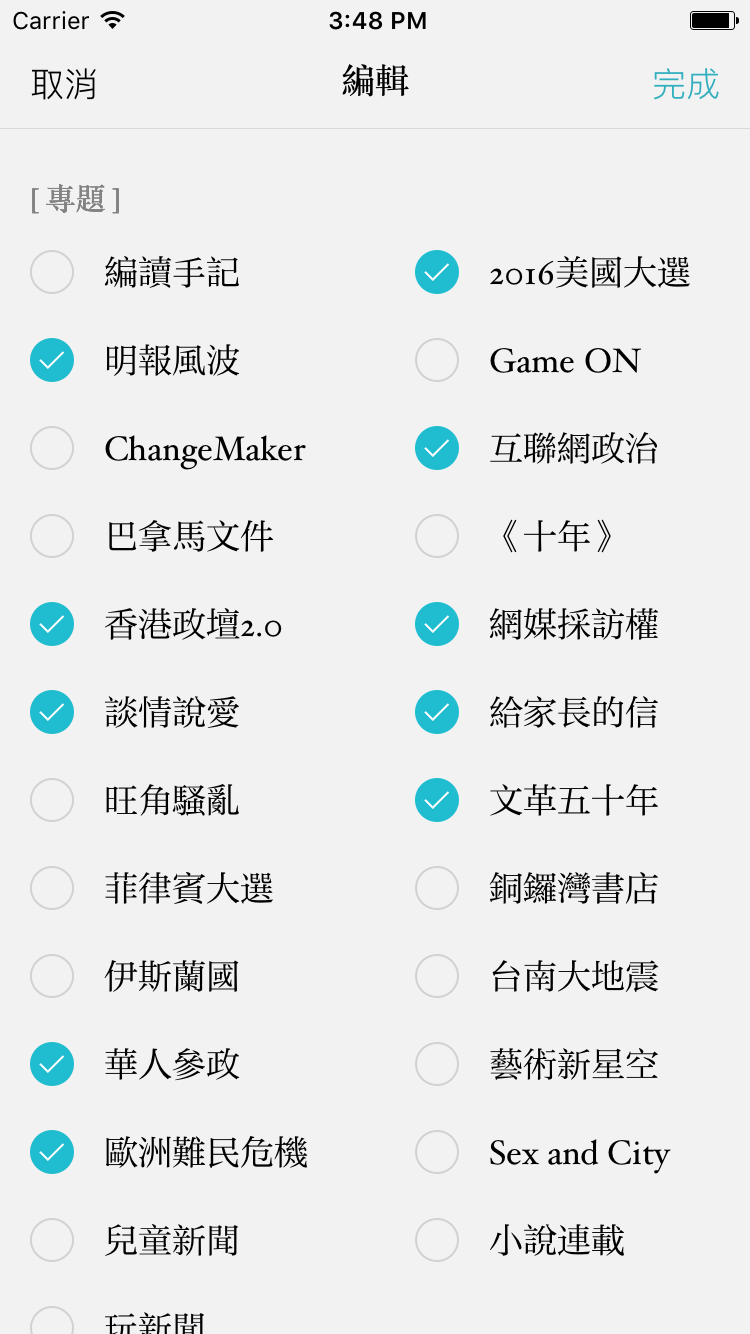 Carrier 3:48 PM
取消 編輯 完成
[ 專題 ]
編讀手記 2016美國大選
明報風波 Game ON
ChangeMaker 互聯網政治
巴拿馬文件 《十年》
香港政壇2.0 網媒採訪權
談情說愛 給家長的信
旺角騷亂 文革五十年
菲律賓大選 銅鑼灣書店
伊斯蘭國 台南大地震
華人參政 藝術新星空
歐洲難民危機 Sex and City
兒童新聞 小說連載
玩新聞